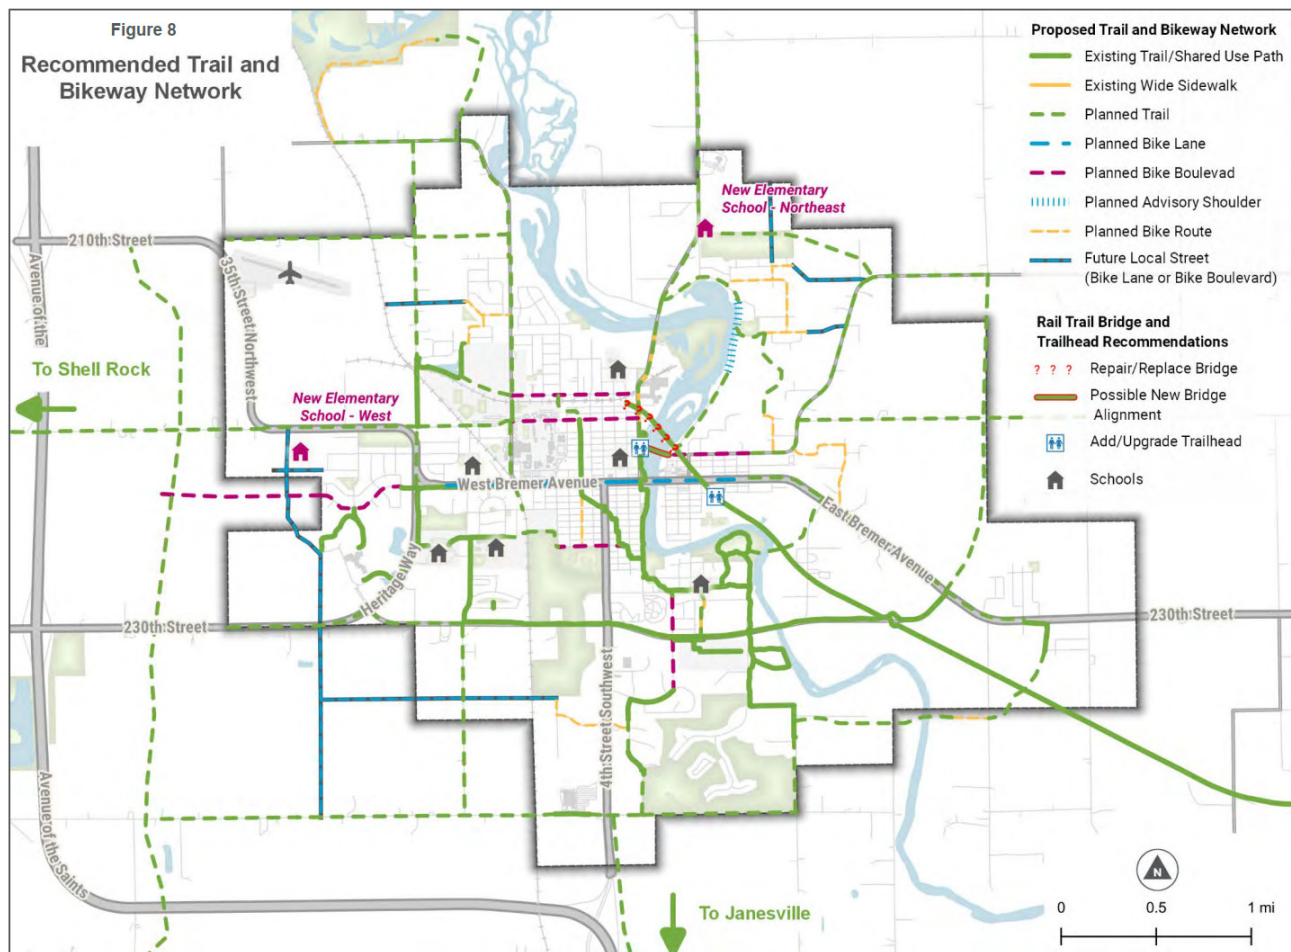 Figure 8
Recommended Trail and
Bikeway Network
Proposed Trail and Bikeway Network
Existing Trail/Shared Use Path
Existing Wide Sidewalk
Planned Trail
Planned Bike Lane
Planned Bike Boulevad
Planned Advisory Shoulder
Planned Bike Route
Future Local Street
(Bike Lane or Bike Boulevard)
Rail Trail Bridge and
Trailhead Recommendations
? ? ? Repair/Replace Bridge
Possible New Bridge
Alignment
Add/Upgrade Trailhead
Schools
New Elementary
School - Northeast
210th Street
Avenue of the
35th Street Northwest
To Shell Rock
New Elementary
School - West
West Bremer Avenue
East Bremer Avenue
Heritage Way
230th Street
230th Street
4th Street Southwest
Avenue of the Saints
To Janesville
N
0 0.5 1 mi